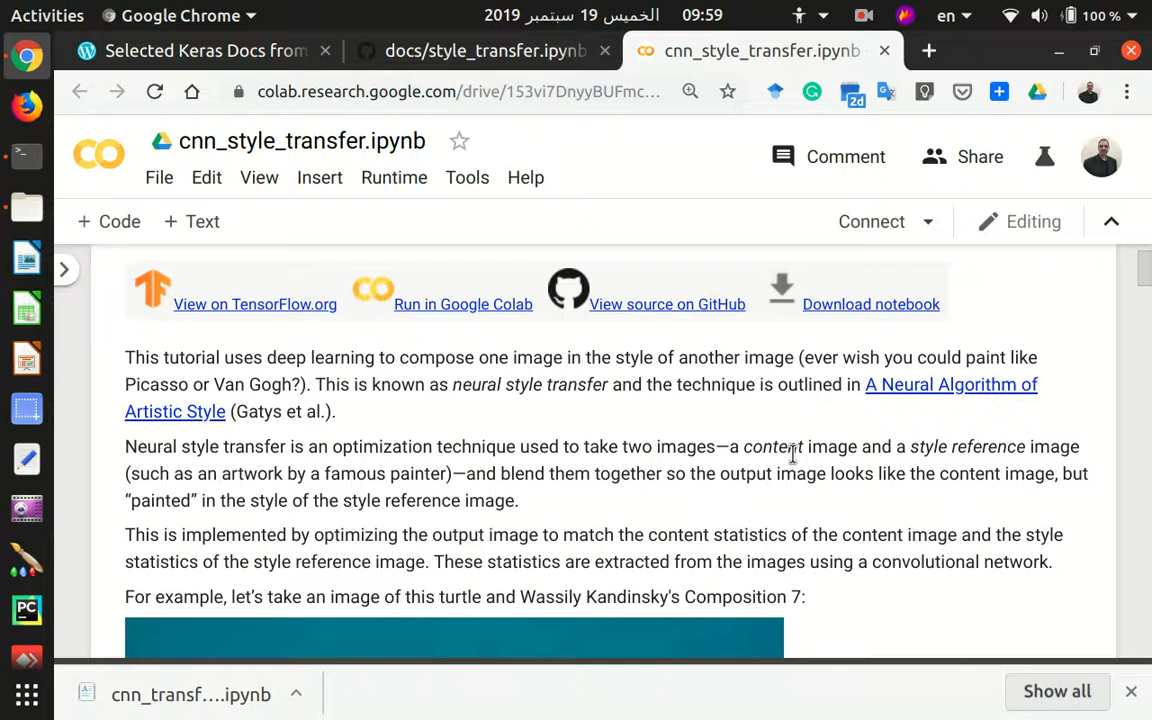 Activities Google Chrome 2019 الخميس 19 سبتمبر 09:59 en 100 %
Selected Keras Docs from docs/style_transfer.ipynb cnn_style_transfer.ipynb
colab.research.google.com/drive/153vi7DnyyBUFmc... 2d
cnn_style_transfer.ipynb
Comment Share
File Edit View Insert Runtime Tools Help
+ Code + Text Connect Editing
View on TensorFlow.org Run in Google Colab View source on GitHub Download notebook
This tutorial uses deep learning to compose one image in the style of another image (ever wish you could paint like
Picasso or Van Gogh?). This is known as neural style transfer and the technique is outlined in A Neural Algorithm of
Artistic Style (Gatys et al.).
Neural style transfer is an optimization technique used to take two images—a content image and a style reference image
(such as an artwork by a famous painter)—and blend them together so the output image looks like the content image, but
“painted” in the style of the style reference image.
This is implemented by optimizing the output image to match the content statistics of the content image and the style
statistics of the style reference image. These statistics are extracted from the images using a convolutional network.
For example, let’s take an image of this turtle and Wassily Kandinsky's Composition 7:
PC
cnn_transf....ipynb Show all